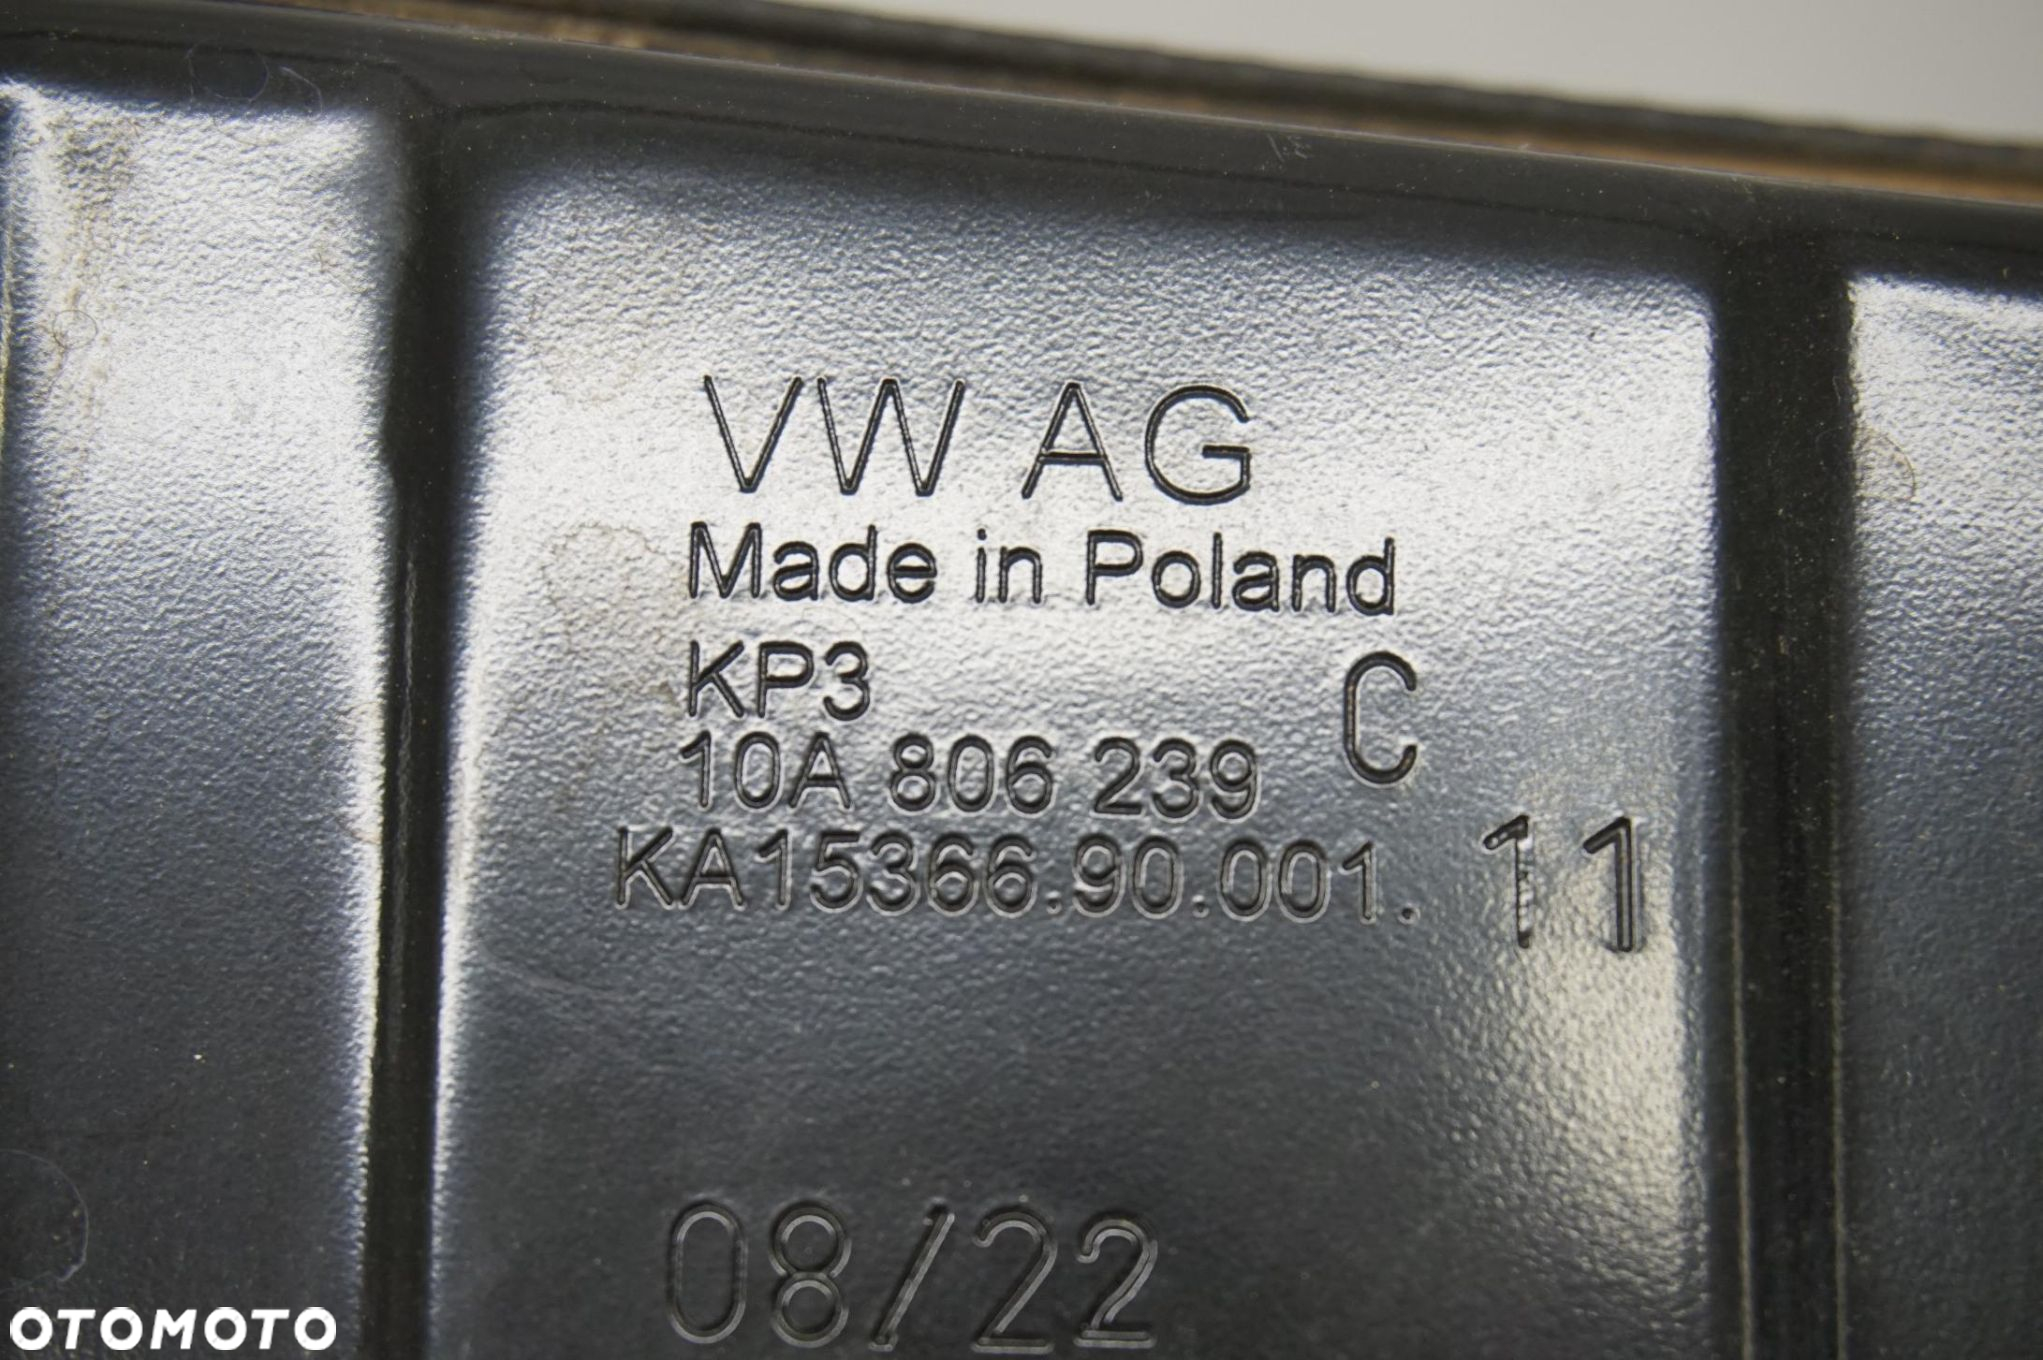 VW AG
Made in Poland
KP3
10A 806 239 C
KA15366.90.001. 11
08/22
OTOMOTO